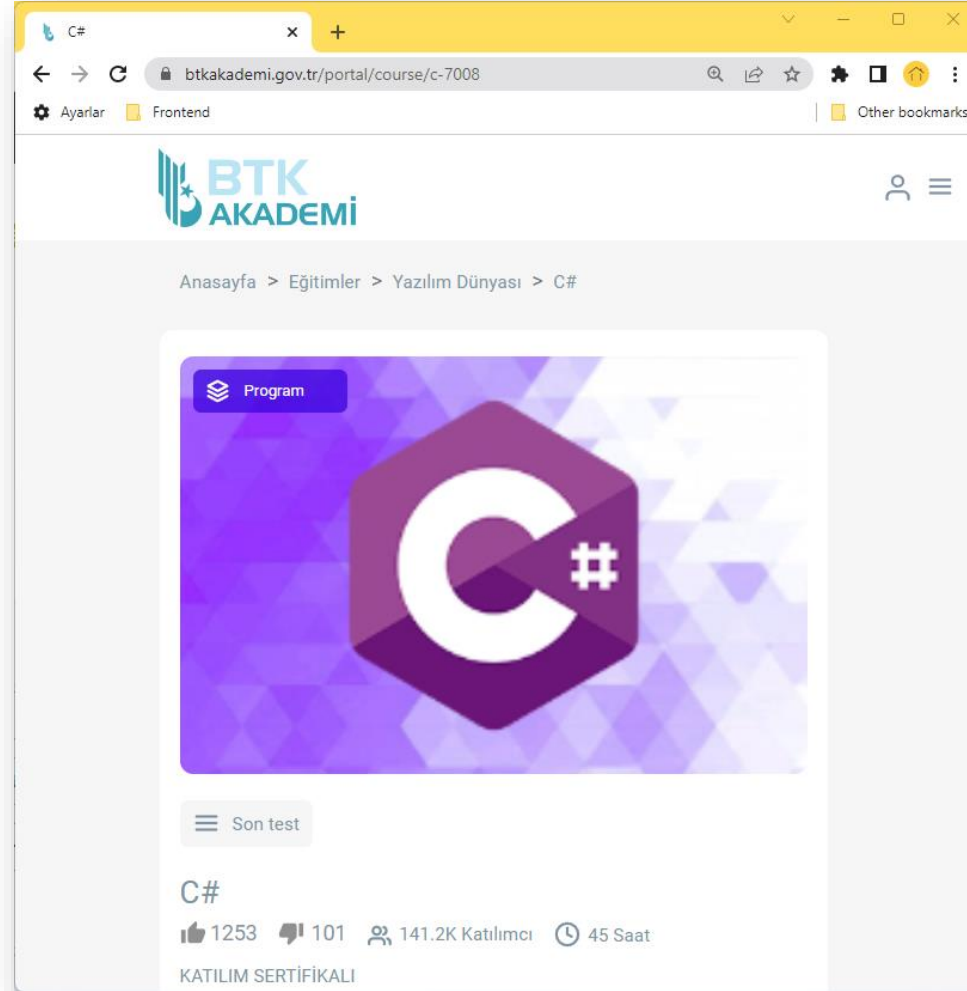 C#
btkakademi.gov.tr/portal/course/c-7008
Ayarlar Frontend Other bookmarks
BTK
AKADEMİ
Anasayfa > Eğitimler > Yazılım Dünyası > C#
Program
C #
Son test
C#
1253 101 141.2K Katılımcı 45 Saat
KATILIM SERTİFİKALI